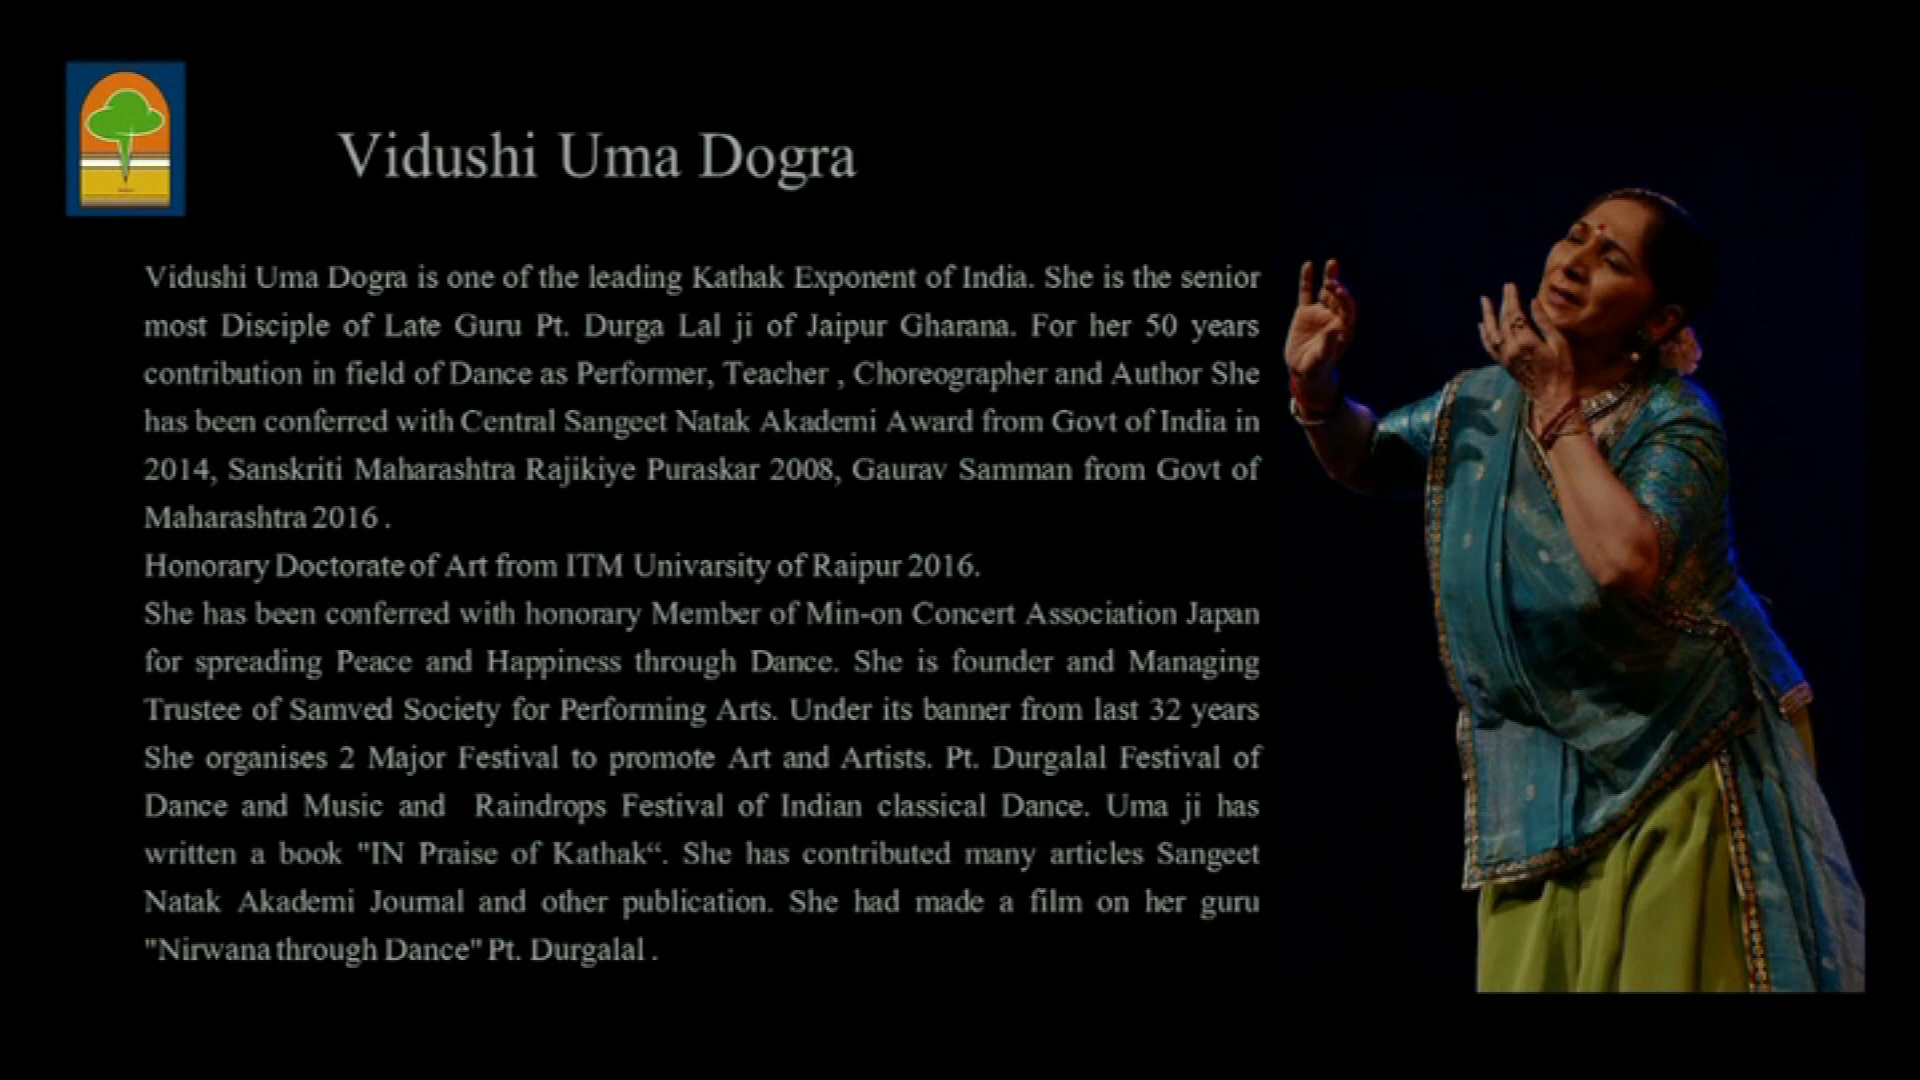 Vidushi Uma Dogra
Vidushi Uma Dogra is one of the leading Kathak Exponent of India. She is the senior
most Disciple of Late Guru Pt. Durga Lal ji of Jaipur Gharana. For her 50 years
contribution in field of Dance as Performer, Teacher , Choreographer and Author She
has been conferred with Central Sangeet Natak Akademi Award from Govt of India in
2014, Sanskriti Maharashtra Rajikiye Puraskar 2008, Gaurav Samman from Govt of
Maharashtra 2016 .
Honorary Doctorate of Art from ITM Univarsity of Raipur 2016.
She has been conferred with honorary Member of Min-on Concert Association Japan
for spreading Peace and Happiness through Dance. She is founder and Managing
Trustee of Samved Society for Performing Arts. Under its banner from last 32 years
She organises 2 Major Festival to promote Art and Artists. Pt. Durgalal Festival of
Dance and Music and Raindrops Festival of Indian classical Dance. Uma ji has
written a book "IN Praise of Kathak“. She has contributed many articles Sangeet
Natak Akademi Journal and other publication. She had made a film on her guru
"Nirwana through Dance" Pt. Durgalal .